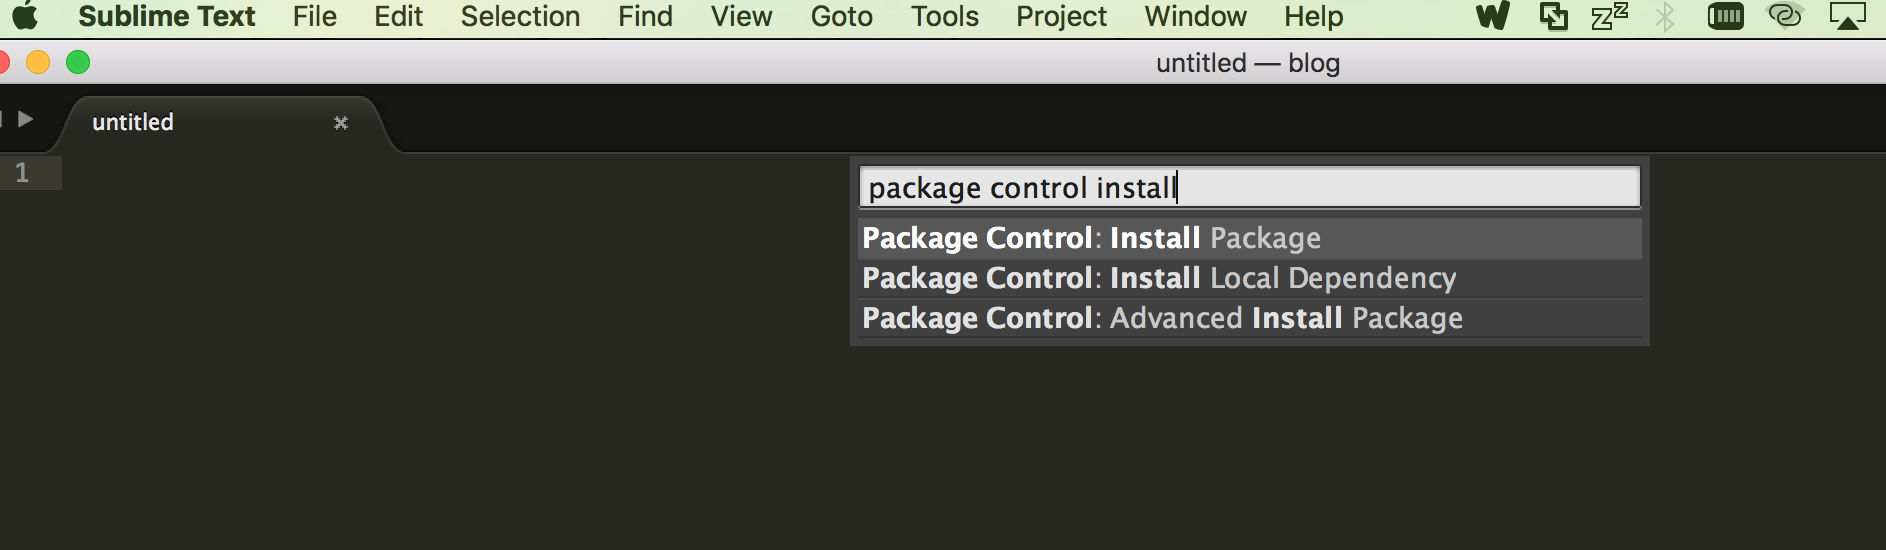 Sublime Text File Edit Selection Find View Goto Tools Project Window Help
untitled — blog
untitled
1
package control install
Package Control: Install Package
Package Control: Install Local Dependency
Package Control: Advanced Install Package